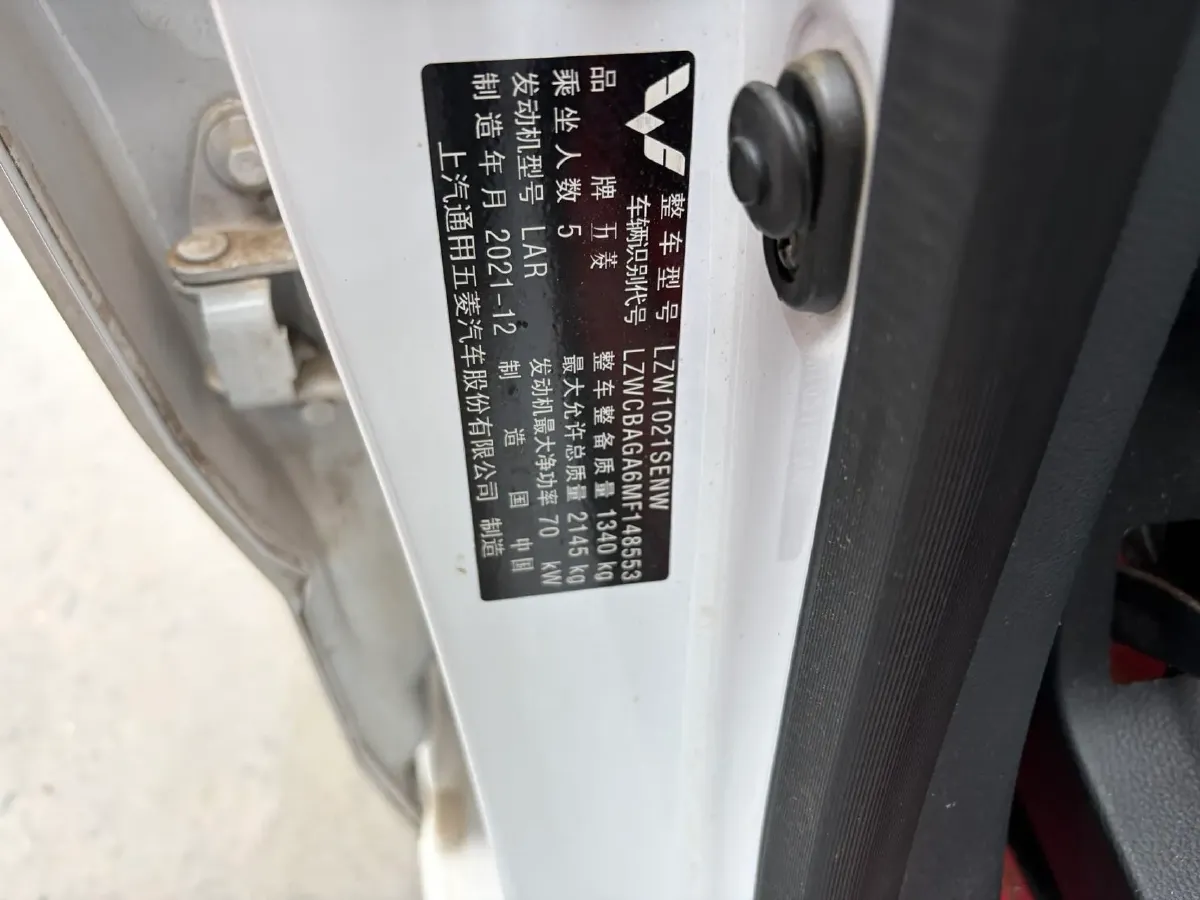 整车型号 LZW1021SENW
车辆识别代号 LZWCBAGA6MF148553
品牌 五菱 整车整备质量 1340 kg
乘坐人数 5 最大允许总质量 2145 kg
发动机型号 LAR 发动机最大净功率 70 kW
制造年月 2021-12 制造国 中国
上汽通用五菱汽车股份有限公司 制造